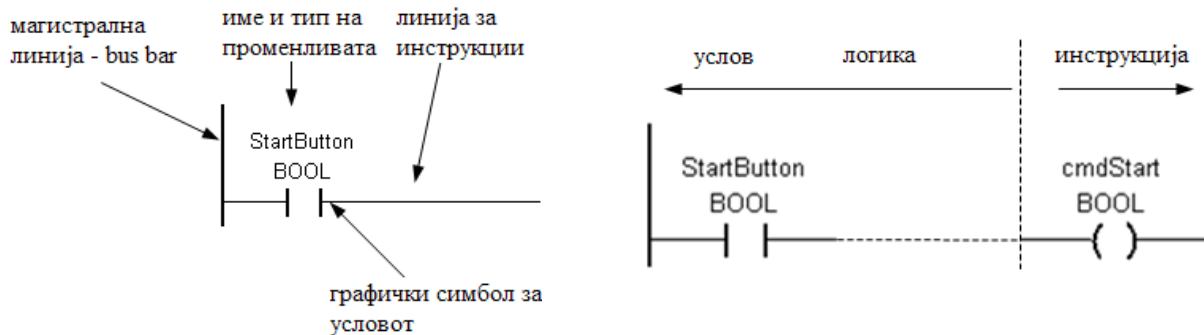 магистрална
линија - bus bar
име и тип на
променливата
линија за
инструкции
StartButton
BOOL
графички симбол за
условот
услов
логика
инструкција
StartButton
BOOL
cmdStart
BOOL